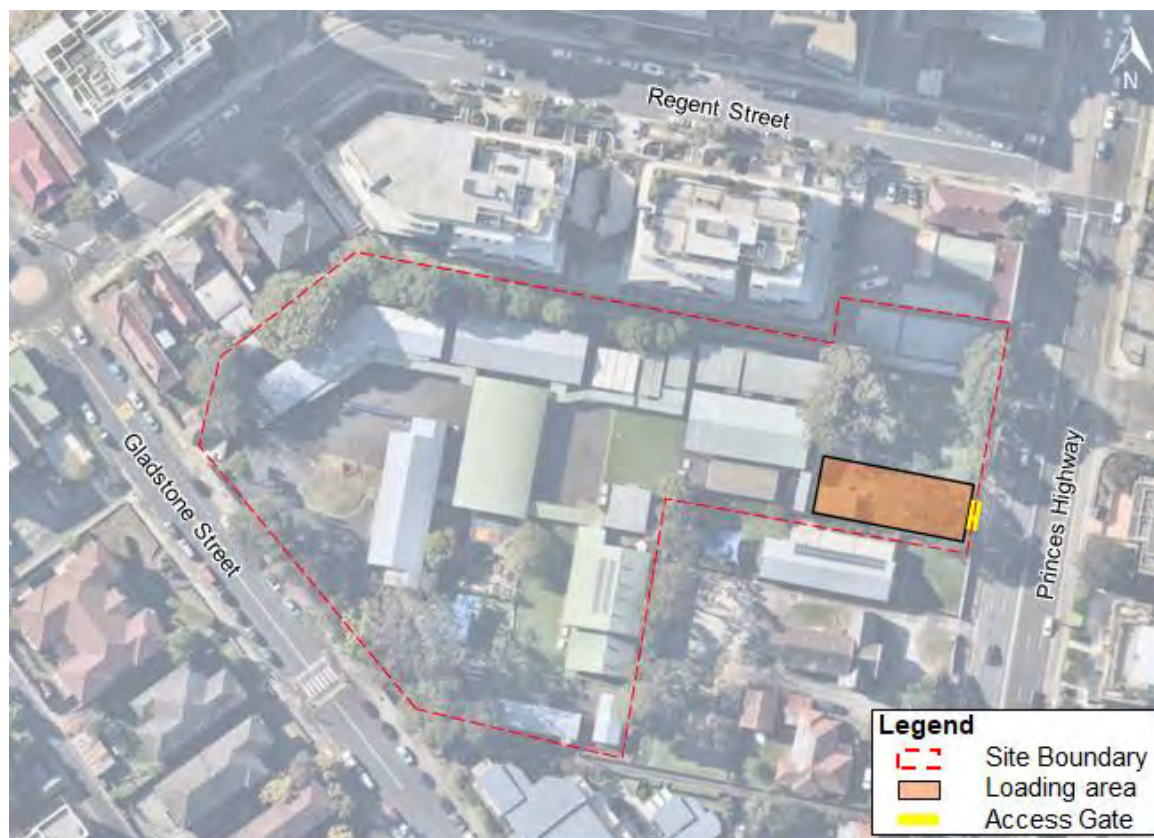 N
Regent Street
Gladstone Street
Princes Highway
Legend
Site Boundary
Loading area
Access Gate